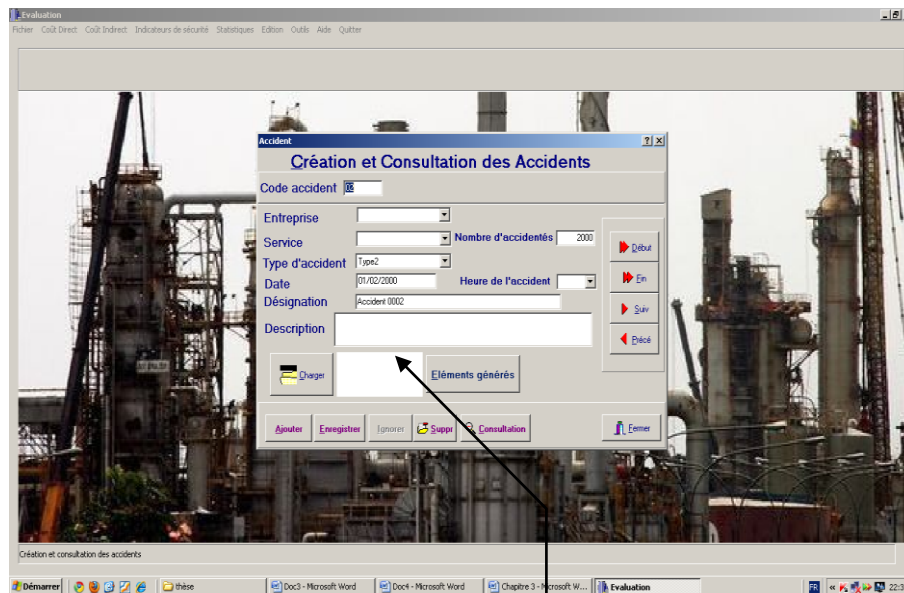 Evaluation
Fichier Coût Direct Coût Indirect Indicateurs de sécurité Statistiques Edition Outils Aide Quitter
Accident
Création et Consultation des Accidents
Code accident 02
Entreprise
Service Nombre d'accidentés 2000
Type d'accident Type2
Date 01/02/2000 Heure de l'accident
Désignation Accident 0002
Description
Début
Fin
Suiv
Précé
Charger Eléments générés
Ajouter Enregistrer Ignorer Suppr Consultation Fermer
Création et consultation des accidents
Démarrer thèse Doc3 - Microsoft Word Doc4 - Microsoft Word Chapitre 3 - Microsoft W... Evaluation FR « 22:3